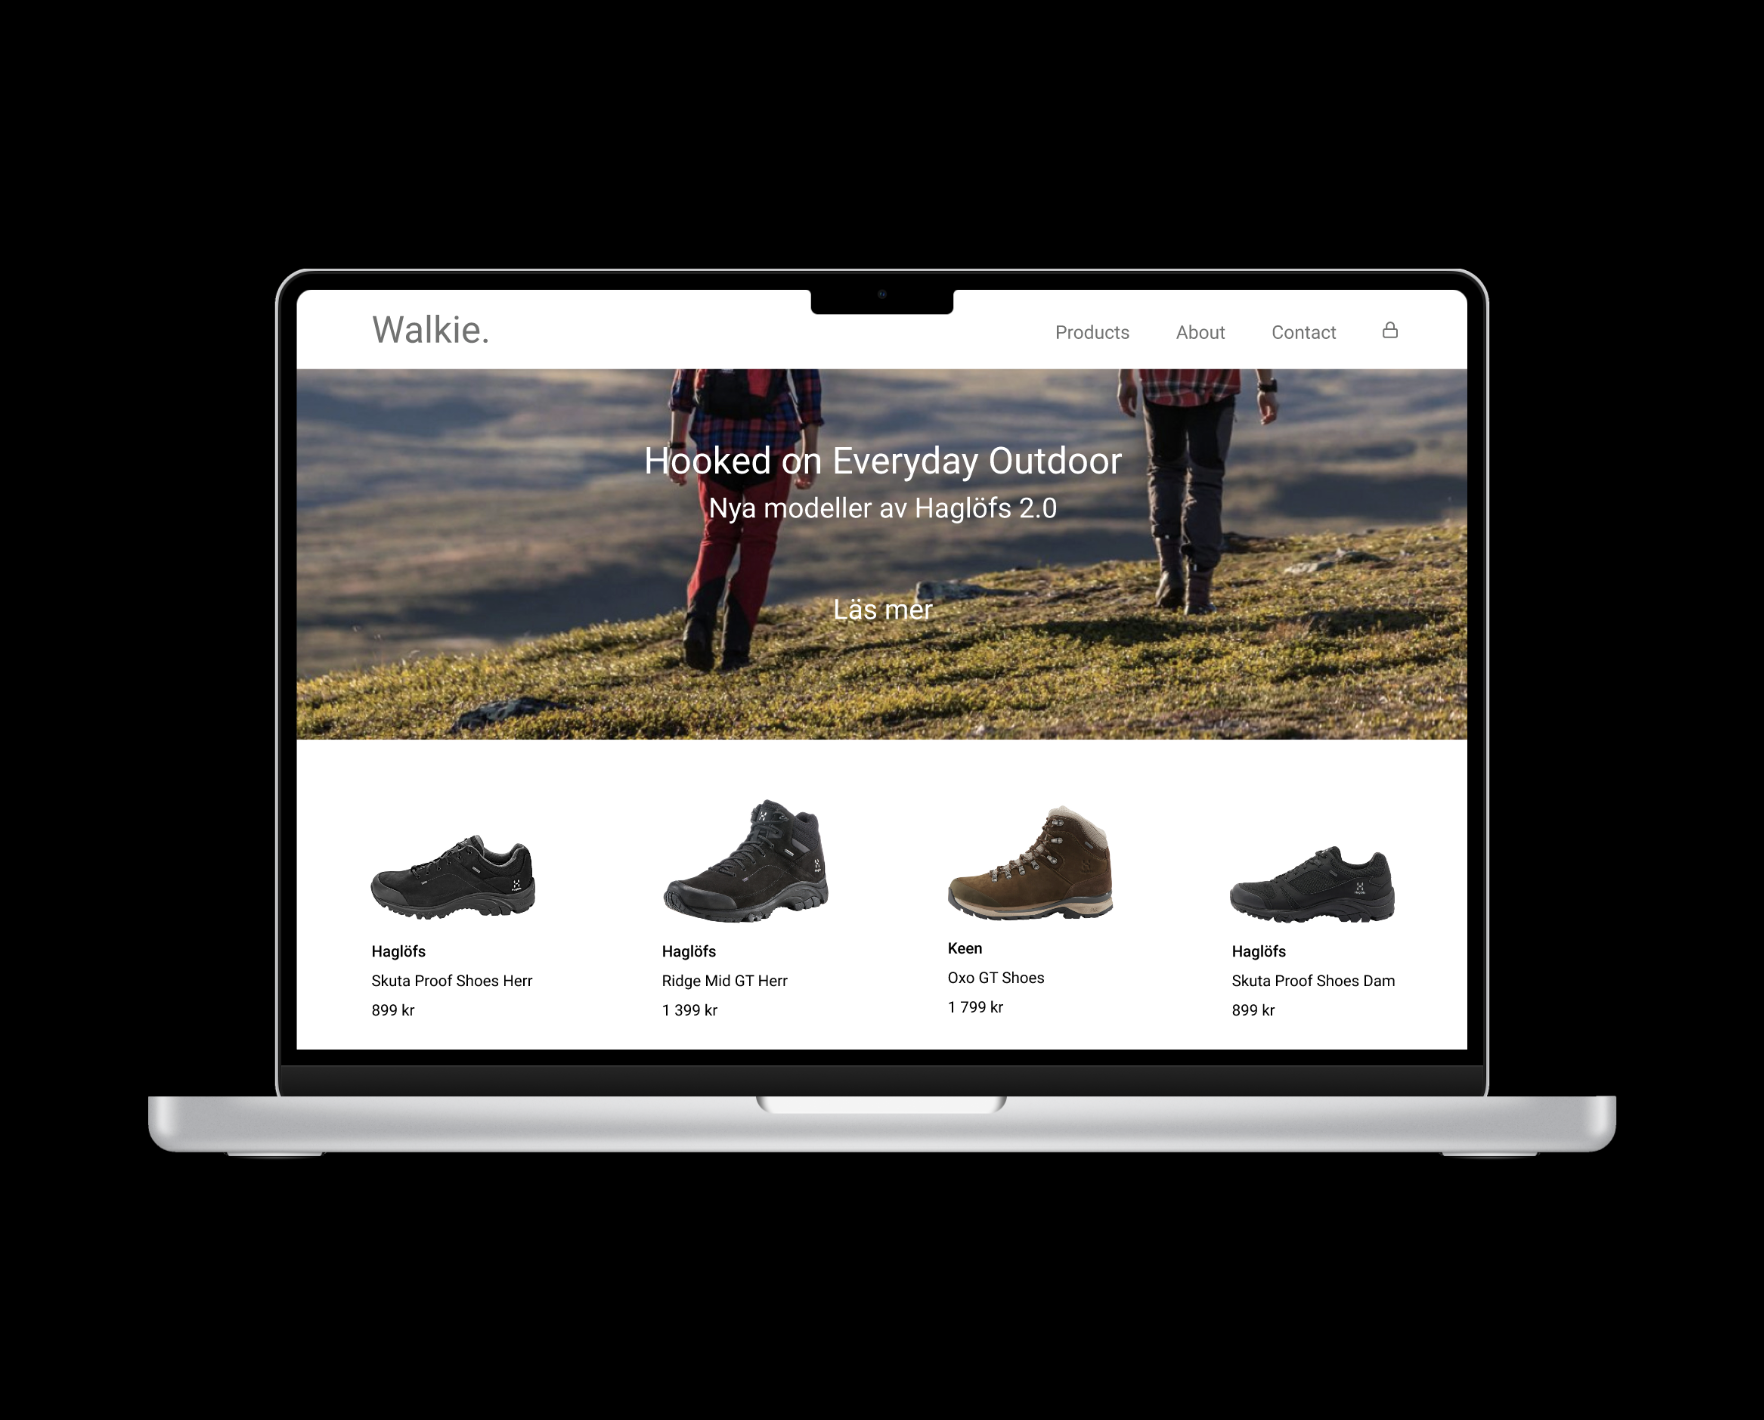 Walkie.
Products
About
Contact
Hooked on Everyday Outdoor
Nya modeller av Haglöfs 2.0
Läs mer
Haglöfs
Skuta Proof Shoes Herr
899 kr
Haglöfs
Ridge Mid GT Herr
1 399 kr
Keen
Oxo GT Shoes
1 799 kr
Haglöfs
Skuta Proof Shoes Dam
899 kr